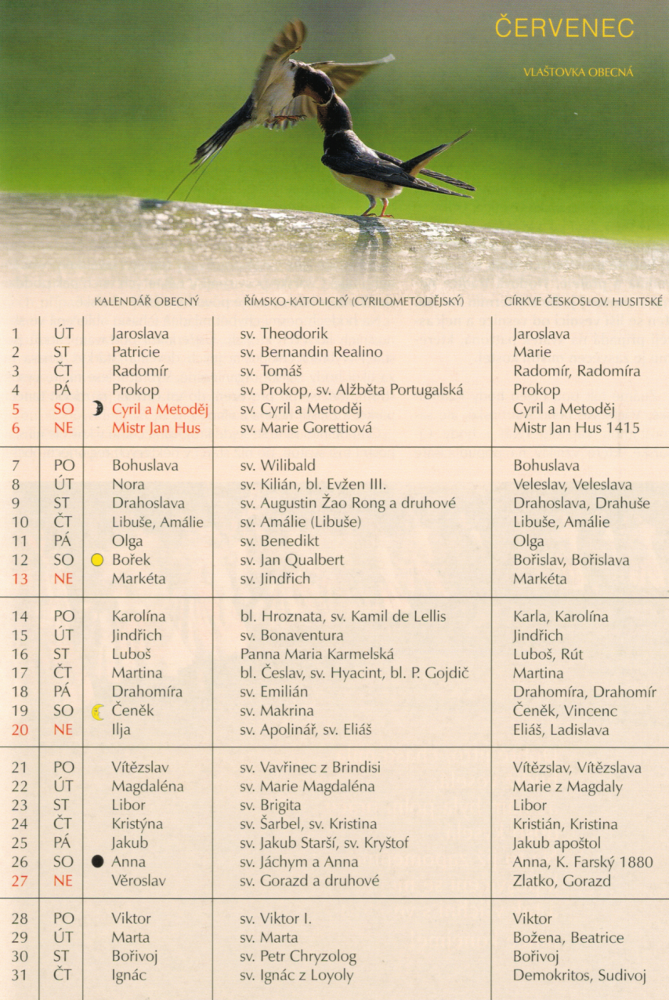 ČERVENEC
VLAŠTOVKA OBECNÁ
KALENDÁŘ OBECNÝ ŘÍMSKO-KATOLICKÝ (CYRILOMETODĚJSKÝ) CÍRKVE ČESKOSLOV. HUSITSKÉ
1 ÚT Jaroslava sv. Theodorik Jaroslava
2 ST Patricie sv. Bernandin Realino Marie
3 ČT Radomír sv. Tomáš Radomír, Radomíra
4 PÁ Prokop sv. Prokop, sv. Alžběta Portugalská Prokop
5 SO Cyril a Metoděj sv. Cyril a Metoděj Cyril a Metoděj
6 NE Mistr Jan Hus sv. Marie Gorettiová Mistr Jan Hus 1415
7 PO Bohuslava sv. Wilibald Bohuslava
8 ÚT Nora sv. Kilián, bl. Evžen III. Veleslav, Veleslava
9 ST Drahoslava sv. Augustin Žao Rong a druhové Drahoslava, Drahuše
10 ČT Libuše, Amálie sv. Amálie (Libuše) Libuše, Amálie
11 PÁ Olga sv. Benedikt Olga
12 SO Bořek sv. Jan Qualbert Bořislav, Bořislava
13 NE Markéta sv. Jindřich Markéta
14 PO Karolína bl. Hroznata, sv. Kamil de Lellis Karla, Karolína
15 ÚT Jindřich sv. Bonaventura Jindřich
16 ST Luboš Panna Maria Karmelská Luboš, Rút
17 ČT Martina bl. Česlav, sv. Hyacint, bl. P. Gojdič Martina
18 PÁ Drahomíra sv. Emilián Drahomíra, Drahomír
19 SO Čeněk sv. Makrina Čeněk, Vincenc
20 NE Ilja sv. Apolinář, sv. Eliáš Eliáš, Ladislava
21 PO Vítězslav sv. Vavřinec z Brindisi Vítězslav, Vítězslava
22 ÚT Magdaléna sv. Marie Magdaléna Marie z Magdaly
23 ST Libor sv. Brigita Libor
24 ČT Kristýna sv. Šarbel, sv. Kristina Kristián, Kristina
25 PÁ Jakub sv. Jakub Starší, sv. Kryštof Jakub apoštol
26 SO Anna sv. Jáchym a Anna Anna, K. Farský 1880
27 NE Věroslav sv. Gorazd a druhové Zlatko, Gorazd
28 PO Viktor sv. Viktor I. Viktor
29 ÚT Marta sv. Marta Božena, Beatrice
30 ST Bořivoj sv. Petr Chryzolog Bořivoj
31 ČT Ignác sv. Ignác z Loyoly Demokritos, Sudivoj